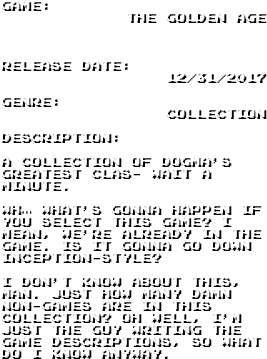 GAME:
THE GOLDEN AGE
RELEASE DATE:
12/31/2017
GENRE:
COLLECTION
DESCRIPTION:
A COLLECTION OF DOGMA'S
GREATEST CLAS- WAIT A
MINUTE.
WH… WHAT'S GONNA HAPPEN IF
YOU SELECT THIS GAME? I
MEAN, WE'RE ALREADY IN THE
GAME. IS IT GONNA GO DOWN
INCEPTION-STYLE?
I DON'T KNOW ABOUT THIS,
MAN. JUST HOW MANY DAMN
NON-GAMES ARE IN THIS
COLLECTION? OH WELL, I'M
JUST THE GUY WRITING THE
GAME DESCRIPTIONS, SO WHAT
DO I KNOW ANYWAY.